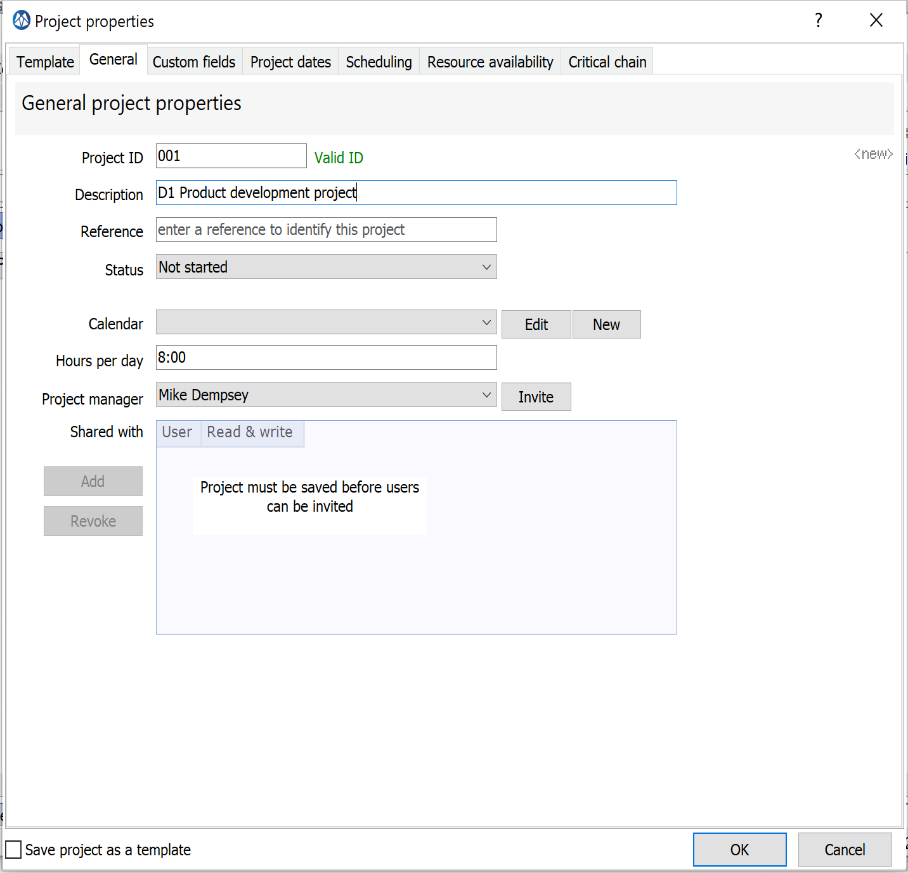 Project properties ?
Template General Custom fields Project dates Scheduling Resource availability Critical chain
General project properties
Project ID 001 Valid ID <new>
Description D1 Product development project
Reference enter a reference to identify this project
Status Not started
Calendar Edit New
Hours per day 8:00
Project manager Mike Dempsey Invite
Shared with User Read & write
Add
Project must be saved before users
can be invited
Revoke
Save project as a template OK Cancel